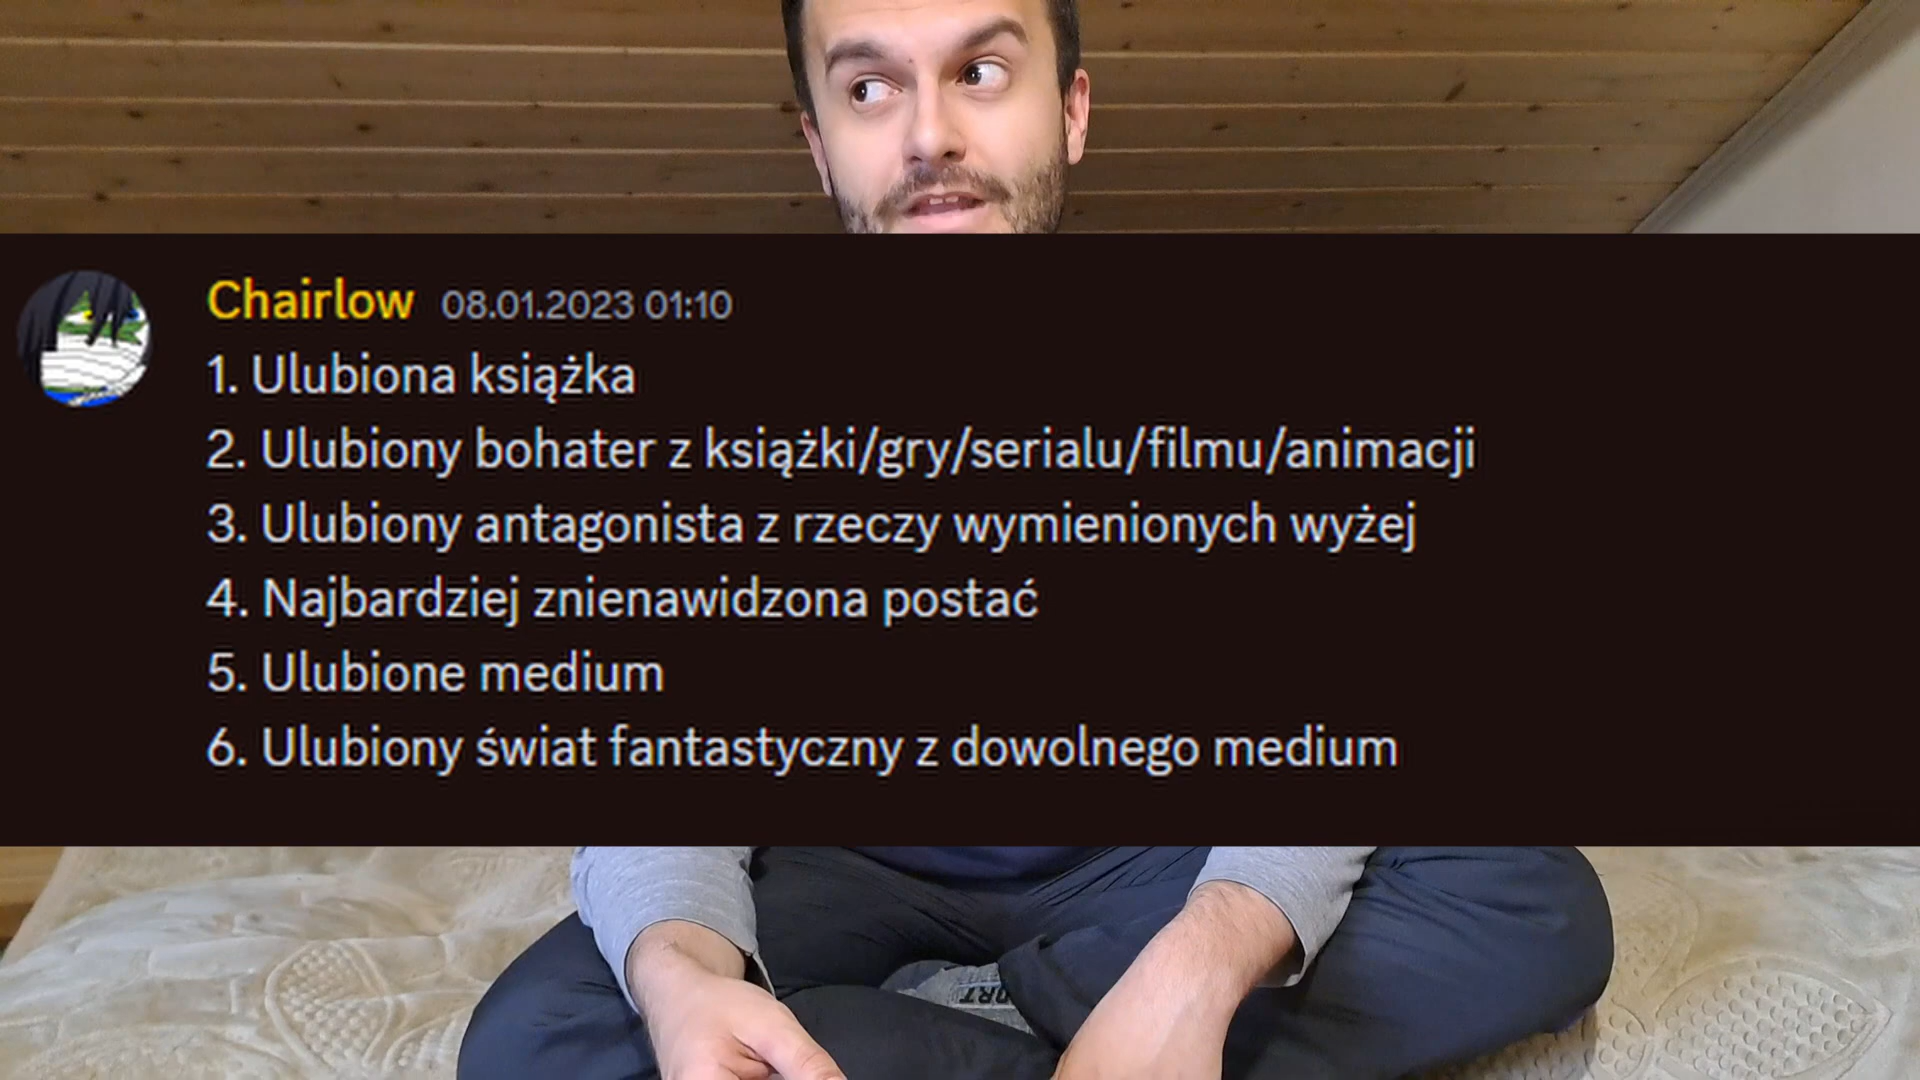 Chairlow 08.01.2023 01:10
1. Ulubiona książka
2. Ulubiony bohater z książki/gry/serialu/filmu/animacji
3. Ulubiony antagonista z rzeczy wymienionych wyżej
4. Najbardziej znienawidzona postać
5. Ulubione medium
6. Ulubiony świat fantastyczny z dowolnego medium